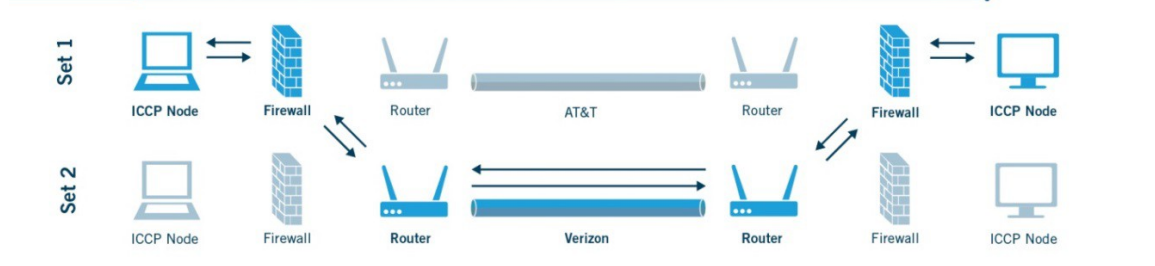 Set 1
ICCP Node Firewall Router AT&T Router Firewall ICCP Node
Set 2
ICCP Node Firewall Router Verizon Router Firewall ICCP Node